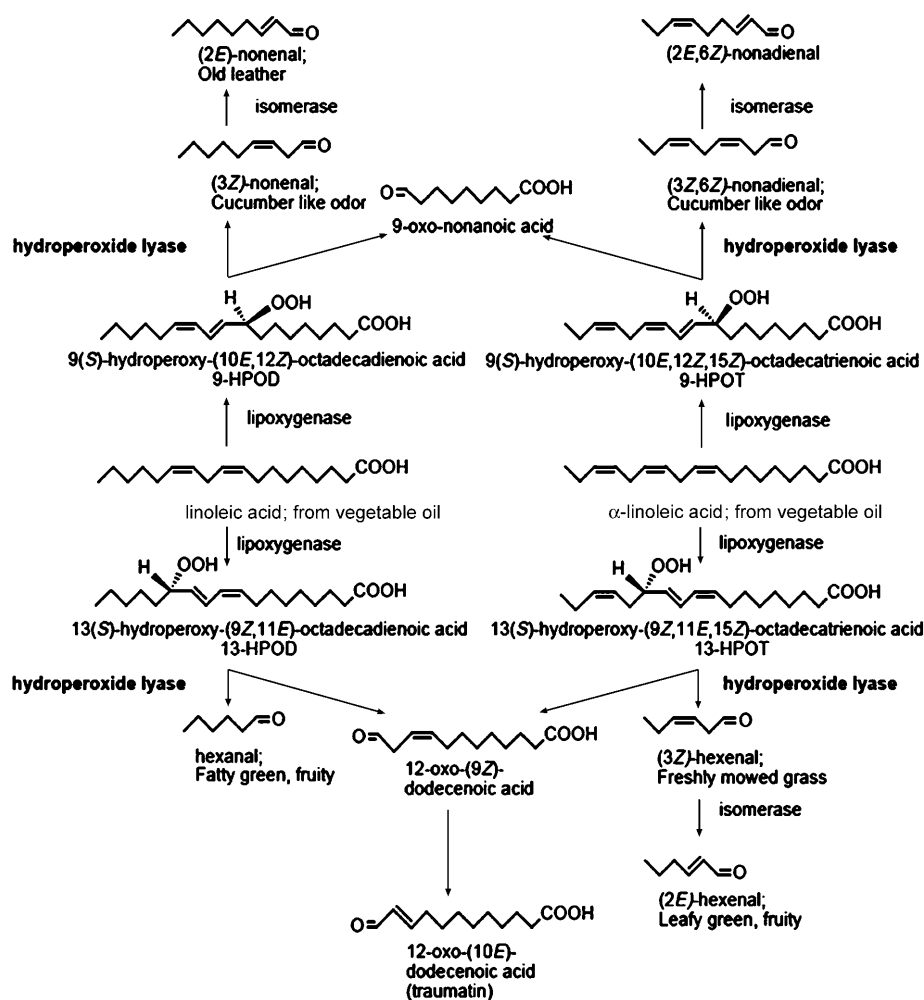 (2E)-nonenal;
Old leather
(2E,6Z)-nonadienal
isomerase
isomerase
(3Z)-nonenal;
Cucumber like odor
COOH
9-oxo-nonanoic acid
(3Z,6Z)-nonadienal;
Cucumber like odor
hydroperoxide lyase
hydroperoxide lyase
H OOH
COOH
9(S)-hydroperoxy-(10E,12Z)-octadecadienoic acid
9-HPOD
H OOH
COOH
9(S)-hydroperoxy-(10E,12Z,15Z)-octadecatrienoic acid
9-HPOT
lipoxygenase
lipoxygenase
COOH
COOH
linoleic acid; from vegetable oil
α-linoleic acid; from vegetable oil
lipoxygenase
lipoxygenase
H OOH
COOH
13(S)-hydroperoxy-(9Z,11E)-octadecadienoic acid
13-HPOD
H OOH
COOH
13(S)-hydroperoxy-(9Z,11E,15Z)-octadecatrienoic acid
13-HPOT
hydroperoxide lyase
hydroperoxide lyase
O
hexanal;
Fatty green, fruity
O
COOH
12-oxo-(9Z)-
dodecenoic acid
O
(3Z)-hexenal;
Freshly mowed grass
isomerase
O
(2E)-hexenal;
Leafy green, fruity
O
COOH
12-oxo-(10E)-
dodecenoic acid
(traumatin)